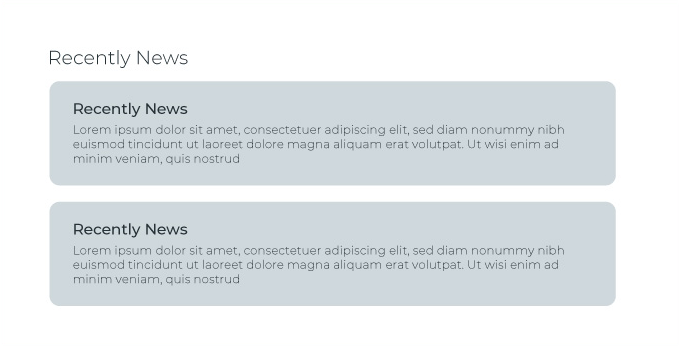 Recently News
Recently News
Lorem ipsum dolor sit amet, consectetuer adipiscing elit, sed diam nonummy nibh
euismod tincidunt ut laoreet dolore magna aliquam erat volutpat. Ut wisi enim ad
minim veniam, quis nostrud
Recently News
Lorem ipsum dolor sit amet, consectetuer adipiscing elit, sed diam nonummy nibh
euismod tincidunt ut laoreet dolore magna aliquam erat volutpat. Ut wisi enim ad
minim veniam, quis nostrud